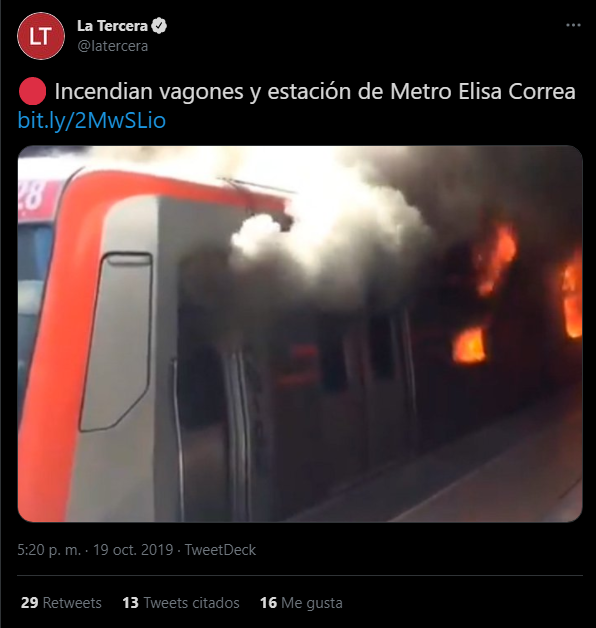 LT
La Tercera
@latercera
Incendian vagones y estación de Metro Elisa Correa
bit.ly/2MwSLio
28
5:20 p. m. · 19 oct. 2019 · TweetDeck
29 Retweets 13 Tweets citados 16 Me gusta